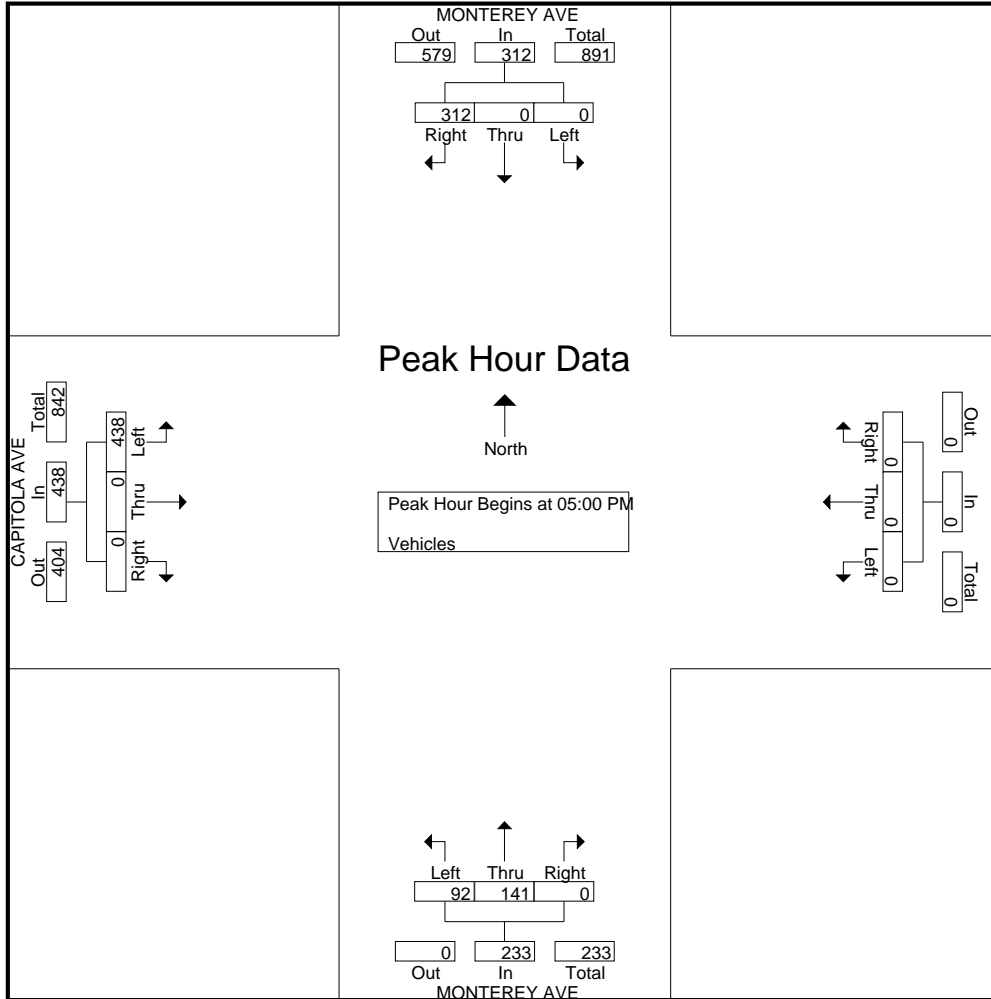 MONTEREY AVE
Out In Total
579 312 891
312 0 0
Right Thru Left
Peak Hour Data
North
Peak Hour Begins at 05:00 PM
Vehicles
CAPITOLA AVE
Out In Total
404 438 842
438 0 0
Left Thru Right
Out In Total
0 0 0
Right Thru Left
0 0 0
Left Thru Right
92 141 0
0 233 233
Out In Total
MONTEREY AVE